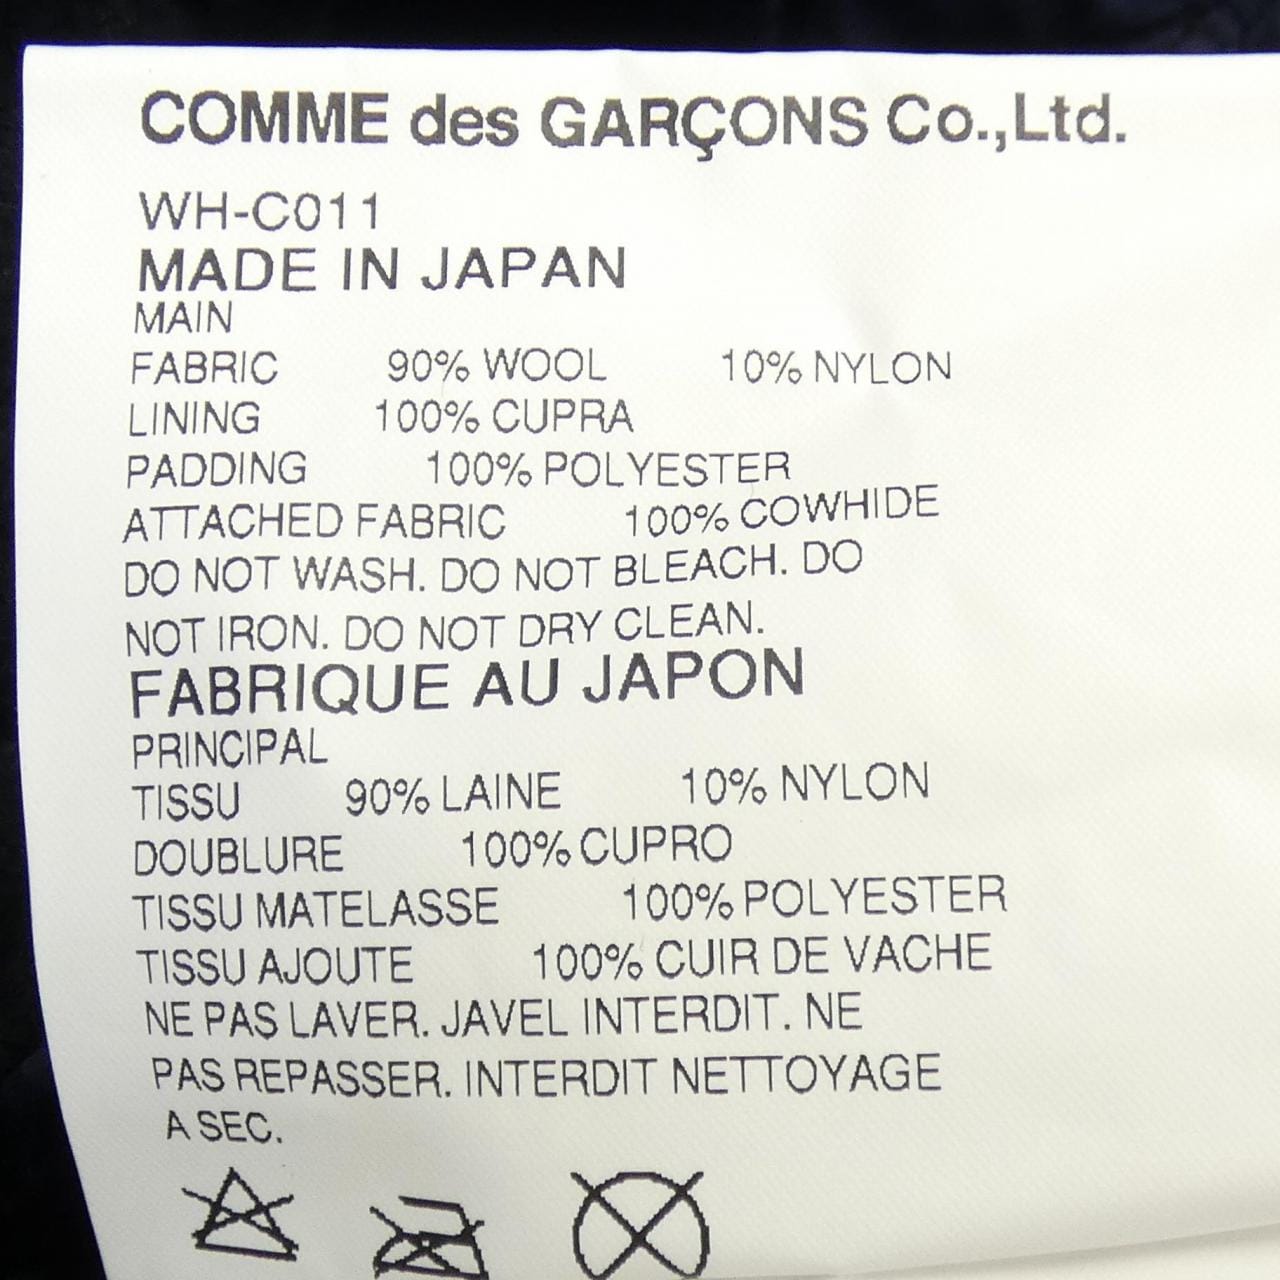 COMME des GARÇONS Co.,Ltd.
WH-C011
MADE IN JAPAN
MAIN
FABRIC 90% WOOL 10% NYLON
LINING 100% CUPRA
PADDING 100% POLYESTER
ATTACHED FABRIC 100% COWHIDE
DO NOT WASH. DO NOT BLEACH. DO
NOT IRON. DO NOT DRY CLEAN.
FABRIQUE AU JAPON
PRINCIPAL
TISSU 90% LAINE 10% NYLON
DOUBLURE 100% CUPRO
TISSU MATELASSE 100% POLYESTER
TISSU AJOUTE 100% CUIR DE VACHE
NE PAS LAVER. JAVEL INTERDIT. NE
PAS REPASSER. INTERDIT NETTOYAGE
A SEC.